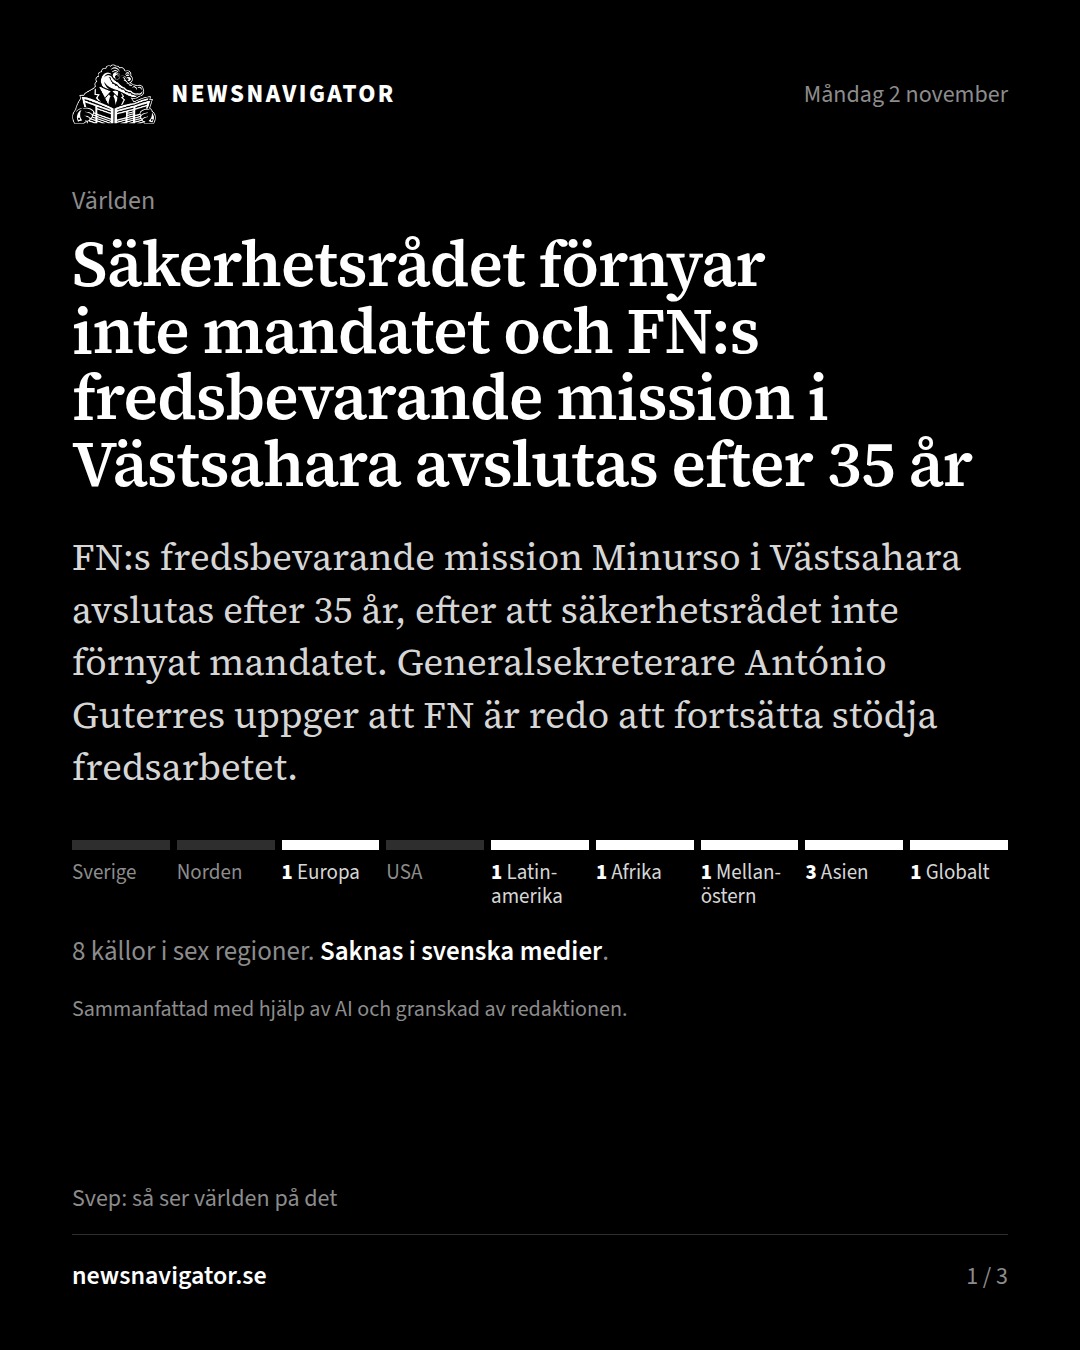 NEWSNAVIGATOR
Måndag 2 november
Världen
Säkerhetsrådet förnyar
inte mandatet och FN:s
fredsbevarande mission i
Västsahara avslutas efter 35 år
FN:s fredsbevarande mission Minurso i Västsahara
avslutas efter 35 år, efter att säkerhetsrådet inte
förnyat mandatet. Generalsekreterare António
Guterres uppger att FN är redo att fortsätta stödja
fredsarbetet.
Sverige
Norden
1 Europa
USA
1 Latin-
amerika
1 Afrika
1 Mellan-
östern
3 Asien
1 Globalt
8 källor i sex regioner. Saknas i svenska medier.
Sammanfattad med hjälp av AI och granskad av redaktionen.
Svep: så ser världen på det
newsnavigator.se
1 / 3